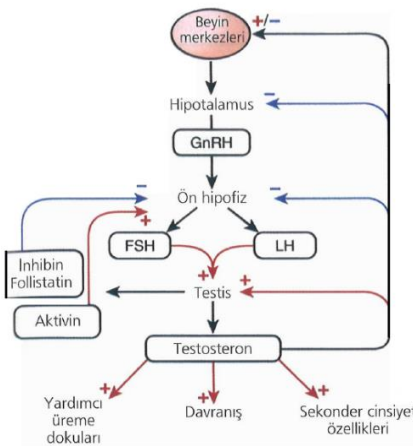 Beyin
merkezleri
+/−
Hipotalamus
−
GnRH
−
Ön hipofiz
−
+
FSH
LH
Inhibin
Follistatin
+
+
Testis
+
Aktivin
Testosteron
+
+
+
Yardımcı
üreme
dokuları
Davranış
Sekonder cinsiyet
özellikleri